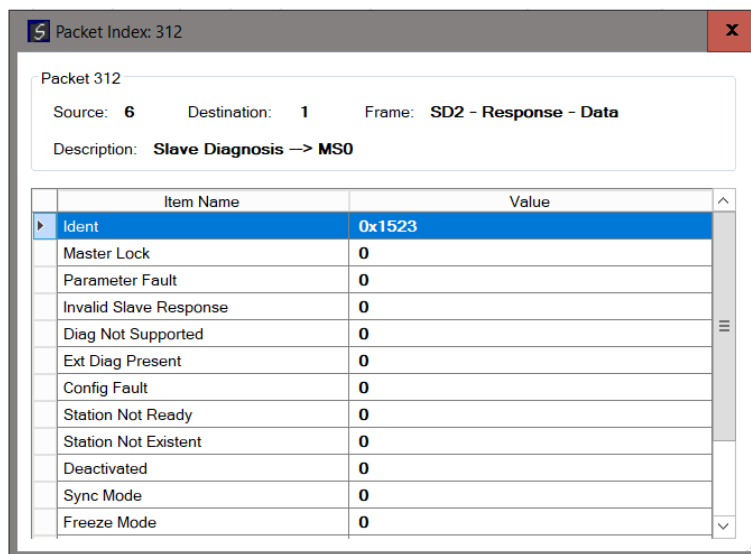 Packet Index: 312
x
Packet 312
Source: 6 Destination: 1 Frame: SD2 - Response - Data
Description: Slave Diagnosis —> MS0
Item Name Value
Ident 0x1523
Master Lock 0
Parameter Fault 0
Invalid Slave Response 0
Diag Not Supported 0
Ext Diag Present 0
Config Fault 0
Station Not Ready 0
Station Not Existent 0
Deactivated 0
Sync Mode 0
Freeze Mode 0